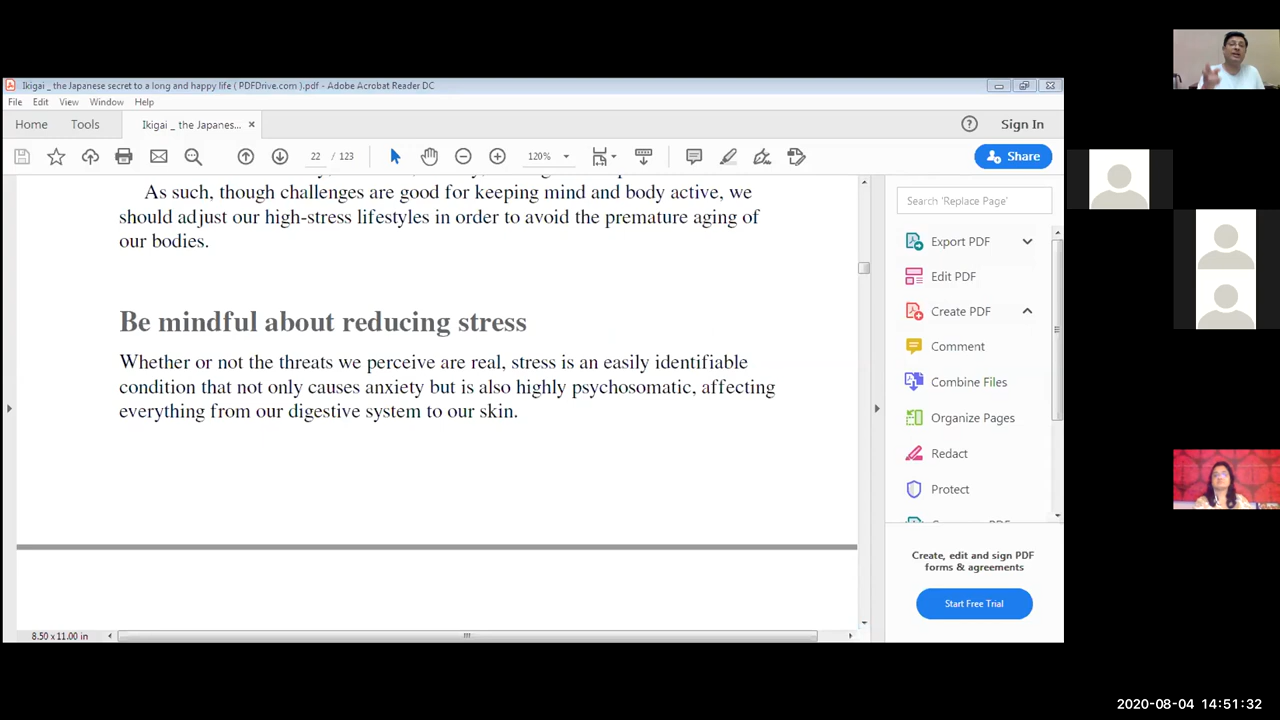 Ikigai _ the Japanese secret to a long and happy life ( PDFDrive.com ).pdf - Adobe Acrobat Reader DC
File Edit View Window Help
Home Tools Ikigai _ the Japanes... × Sign In
22 / 123 120% Share
As such, though challenges are good for keeping mind and body active, we
should adjust our high-stress lifestyles in order to avoid the premature aging of
our bodies.
Be mindful about reducing stress
Whether or not the threats we perceive are real, stress is an easily identifiable
condition that not only causes anxiety but is also highly psychosomatic, affecting
everything from our digestive system to our skin.
8.50 x 11.00 in
Search 'Replace Page'
Export PDF
Edit PDF
Create PDF
Comment
Combine Files
Organize Pages
Redact
Protect
Create, edit and sign PDF
forms & agreements
Start Free Trial
2020-08-04 14:51:32